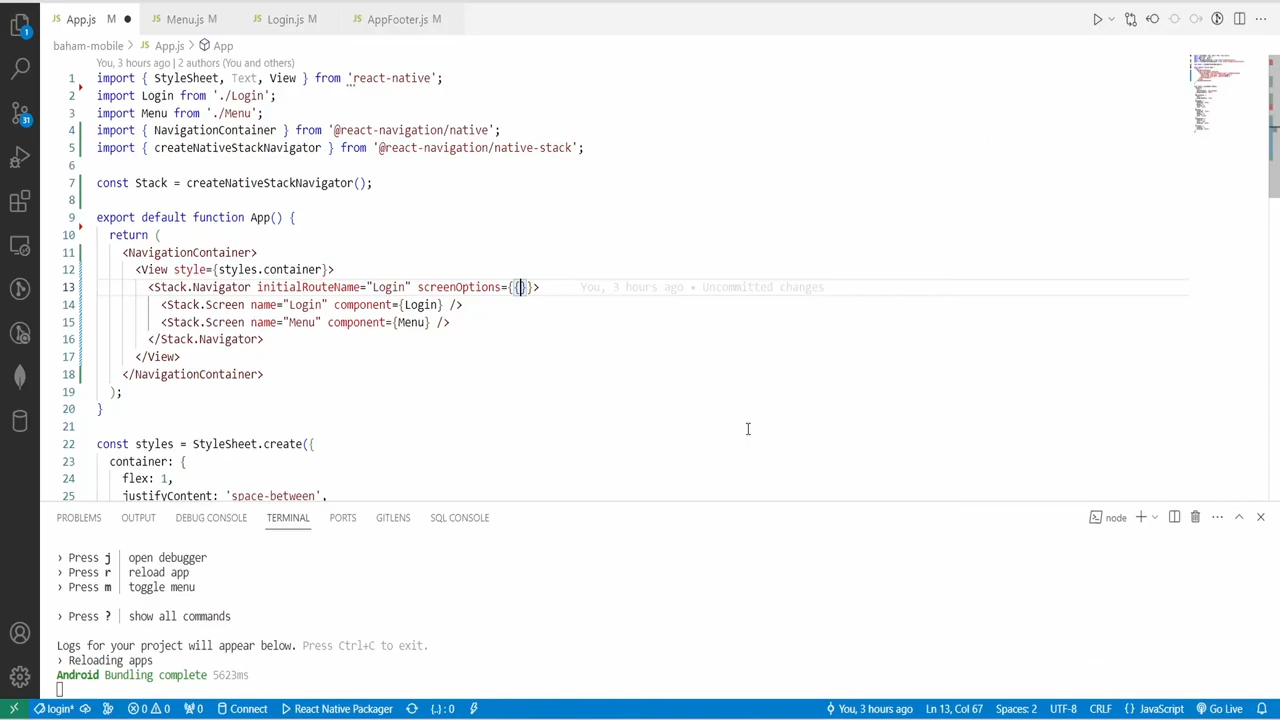 App.js M
Menu.js M
Login.js M
AppFooter.js M
baham-mobile
App.js
App
1
31
You, 3 hours ago | 2 authors (You and others)
1 import { StyleSheet, Text, View } from 'react-native';
2 import Login from './Login';
3 import Menu from './Menu';
4 import { NavigationContainer } from '@react-navigation/native';
5 import { createNativeStackNavigator } from '@react-navigation/native-stack';
6
7 const Stack = createNativeStackNavigator();
8
9 export default function App() {
10 return (
11 <NavigationContainer>
12 <View style={styles.container}>
13 <Stack.Navigator initialRouteName="Login" screenOptions={{}}> You, 3 hours ago • Uncommitted changes
14 <Stack.Screen name="Login" component={Login} />
15 <Stack.Screen name="Menu" component={Menu} />
16 </Stack.Navigator>
17 </View>
18 </NavigationContainer>
19 );
20 }
21
22 const styles = StyleSheet.create({
23 container: {
24 flex: 1,
25 justifyContent: 'space-between',
PROBLEMS OUTPUT DEBUG CONSOLE TERMINAL PORTS GITLENS SQL CONSOLE
node
› Press j │ open debugger
› Press r │ reload app
› Press m │ toggle menu
› Press ? │ show all commands
Logs for your project will appear below. Press Ctrl+C to exit.
› Reloading apps
Android Bundling complete 5623ms
login* 0 0 0 Connect React Native Packager {..} : 0 You, 3 hours ago Ln 13, Col 67 Spaces: 2 UTF-8 CRLF {} JavaScript Go Live